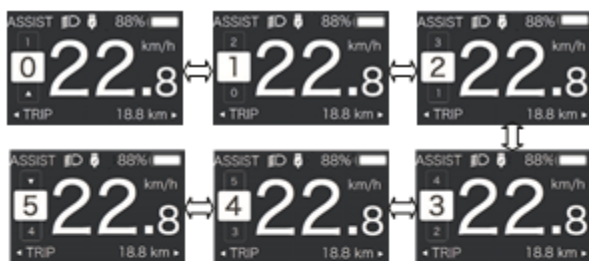 ASSIST 88%
1
0 22.8 km/h
▲
◂ TRIP 18.8 km ▸
ASSIST 88%
2
1 22.8 km/h
0
◂ TRIP 18.8 km ▸
ASSIST 88%
3
2 22.8 km/h
1
◂ TRIP 18.8 km ▸
ASSIST 88%
▼
5 22.8 km/h
4
◂ TRIP 18.8 km ▸
ASSIST 88%
5
4 22.8 km/h
3
◂ TRIP 18.8 km ▸
ASSIST 88%
4
3 22.8 km/h
2
◂ TRIP 18.8 km ▸